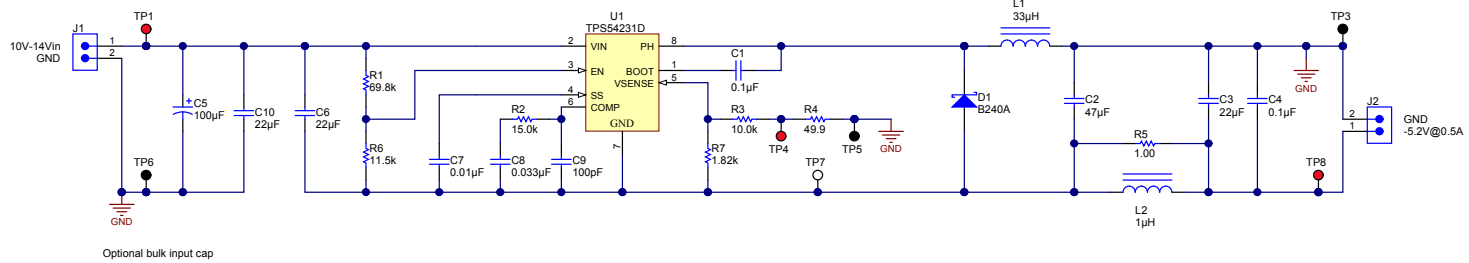 J1
10V-14Vin
GND
1
2
TP1
TP6
GND
C5
100µF
+
C10
22µF
C6
22µF
R1
69.8k
R6
11.5k
U1
TPS54231D
2
VIN
PH
8
3
EN
BOOT
1
VSENSE
5
4
SS
6
COMP
GND
7
C7
0.01µF
R2
15.0k
C8
0.033µF
C9
100pF
C1
0.1µF
R3
10.0k
R4
49.9
TP4
TP5
GND
R7
1.82k
TP7
D1
B240A
L1
33µH
C2
47µF
R5
1.00
L2
1µH
C3
22µF
C4
0.1µF
GND
TP3
TP8
J2
2
1
GND
-5.2V@0.5A
Optional bulk input cap